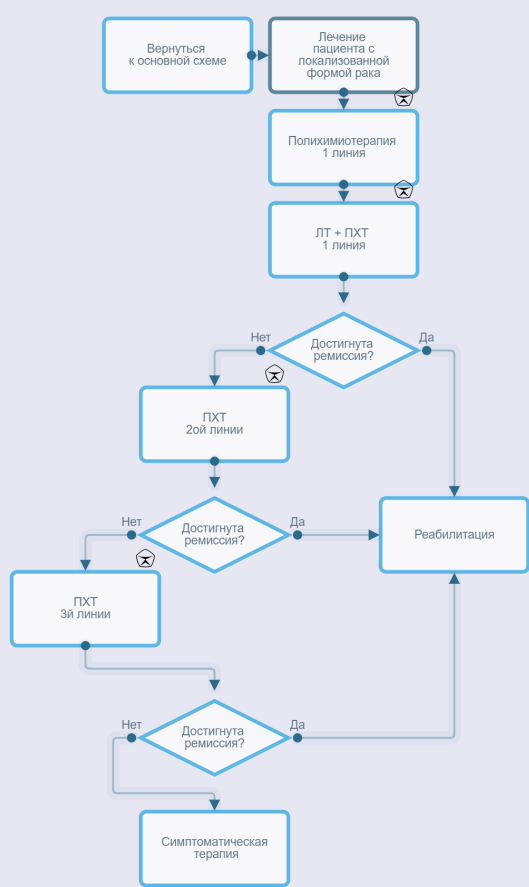 Вернуться
к основной схеме
Лечение
пациента с
локализованной
формой рака
Полихимиотерапия
1 линия
ЛТ + ПХТ
1 линия
Достигнута
ремиссия?
Нет
Да
ПХТ
2ой линии
Достигнута
ремиссия?
Нет
Да
Реабилитация
ПХТ
3й линии
Достигнута
ремиссия?
Нет
Да
Симптоматическая
терапия